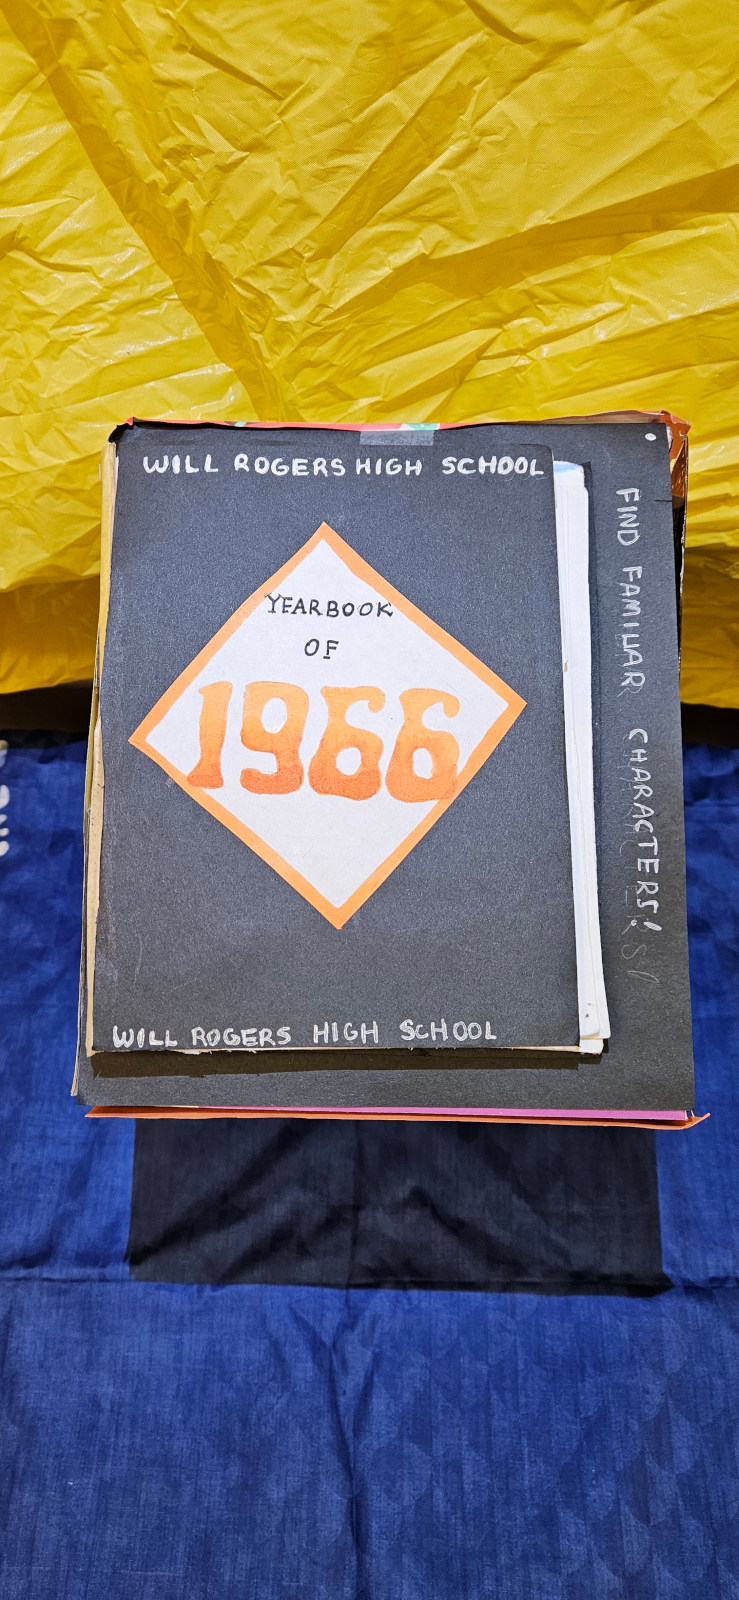 WILL ROGERS HIGH SCHOOL
YEARBOOK
OF
1966
WILL ROGERS HIGH SCHOOL
FIND FAMILIAR CHARACTERS!